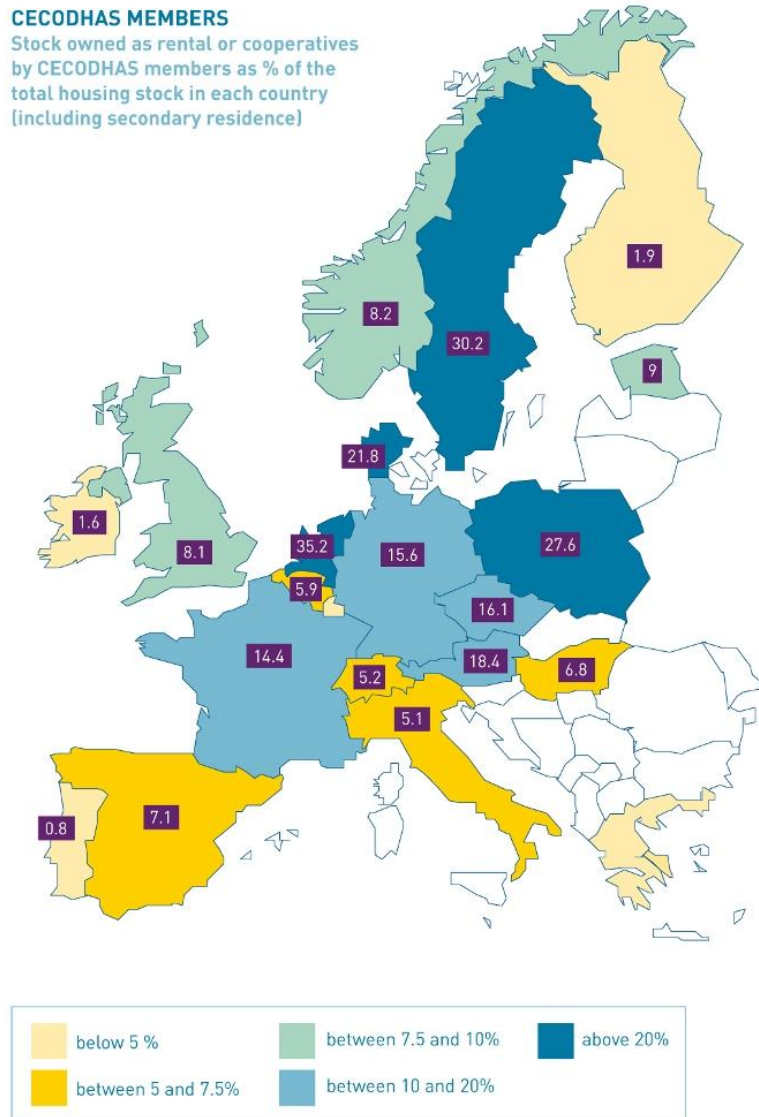 CECODHAS MEMBERS
Stock owned as rental or cooperatives
by CECODHAS members as % of the
total housing stock in each country
(including secondary residence)
1.9
8.2
30.2
9
21.8
1.6
8.1
35.2
15.6
27.6
5.9
16.1
14.4
18.4
5.2
6.8
5.1
7.1
0.8
below 5 %
between 7.5 and 10%
above 20%
between 5 and 7.5%
between 10 and 20%